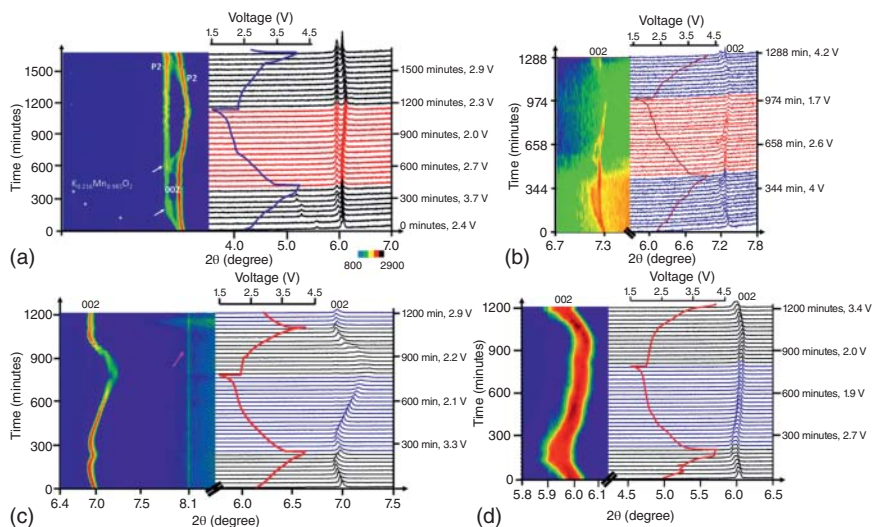 Voltage (V)
1.5 2.5 3.5 4.5
1500
1200
900
600
300
0
Time (minutes)
P2
P2
002
1500 minutes, 2.9 V
1200 minutes, 2.3 V
900 minutes, 2.0 V
600 minutes, 2.7 V
300 minutes, 3.7 V
0 minutes, 2.4 V
4.0 5.0 6.0 7.0
2θ (degree)
800 2900
(a)
Voltage (V)
1.5 2.5 3.5 4.5
002
002
1288
974
658
344
0
Time (minutes)
1288 min, 4.2 V
974 min, 1.7 V
658 min, 2.6 V
344 min, 4 V
6.7 7.3 6.0 6.6 7.2 7.8
2θ (degree)
(b)
Voltage (V)
1.5 2.5 3.5 4.5
002
002
1200
900
600
300
0
Time (minutes)
1200 min, 2.9 V
900 min, 2.2 V
600 min, 2.1 V
300 min, 3.3 V
6.4 7.0 7.5 8.1 6.0 6.5 7.0 7.5
2θ (degree)
(c)
Voltage (V)
1.5 2.5 3.5 4.5
002
002
1200
900
600
300
0
Time (minutes)
1200 minutes, 3.4 V
900 minutes, 2.0 V
600 minutes, 1.9 V
300 minutes, 2.7 V
5.8 5.9 6.0 6.1 4.5 5.0 5.5 6.0 6.5
2θ (degree)
(d)